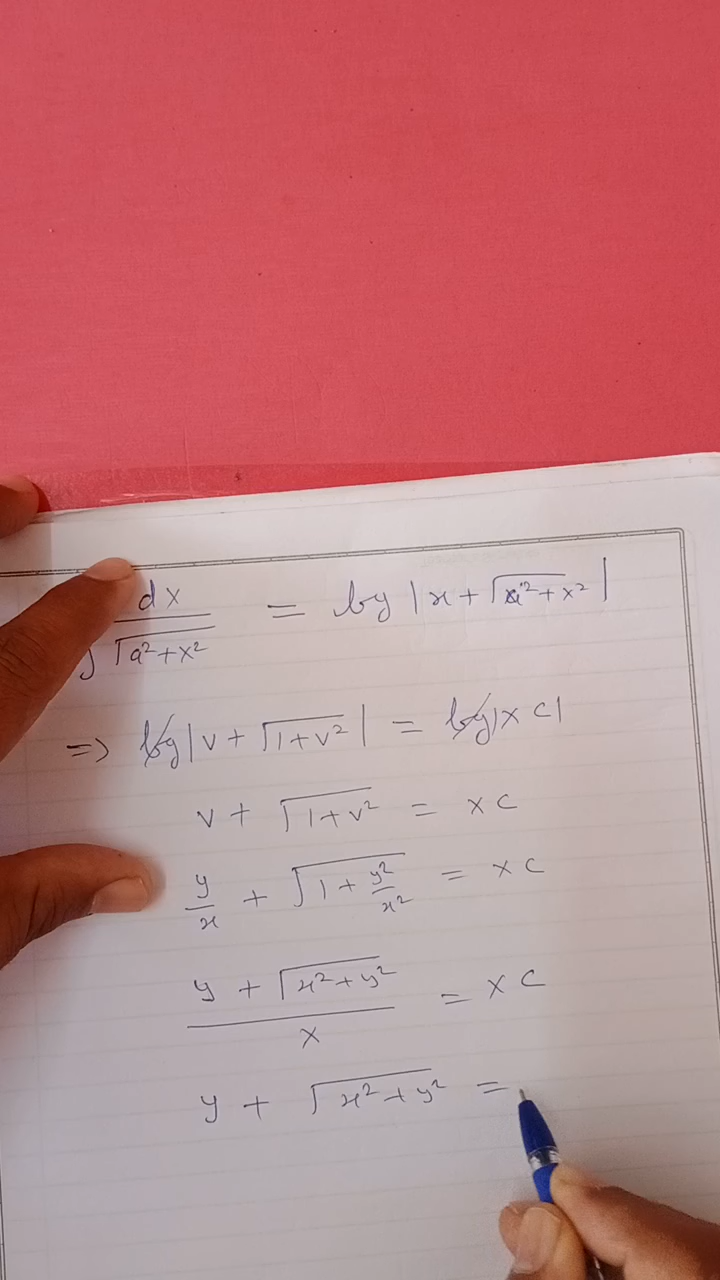 ∫ dx / √(a²+x²) = log |x + √(a²+x²)|
=> log|v + √(1+v²)| = log|x c|
v + √(1+v²) = x c
y/x + √(1 + y²/x²) = x c
(y + √(x²+y²)) / x = x c
y + √(x²+y²) =